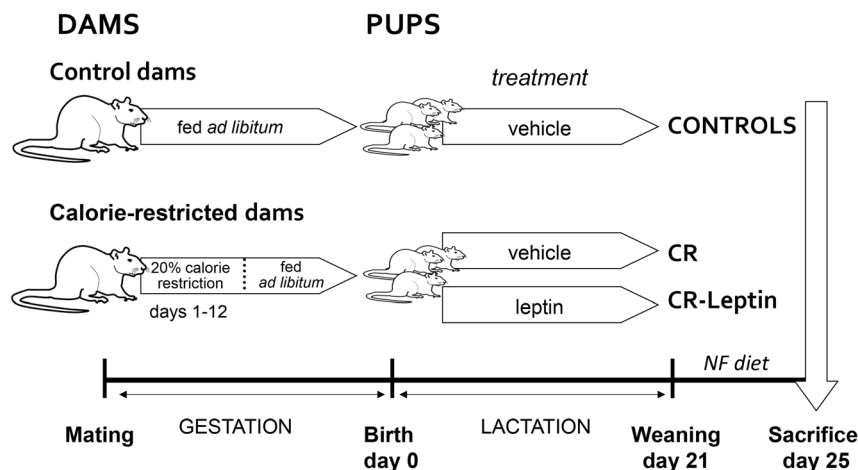 DAMS
PUPS
Control dams
treatment
fed ad libitum
vehicle
CONTROLS
Calorie-restricted dams
20% calorie
restriction
fed
ad libitum
days 1-12
vehicle
CR
leptin
CR-Leptin
NF diet
GESTATION
LACTATION
Mating
Birth
day 0
Weaning
day 21
Sacrifice
day 25